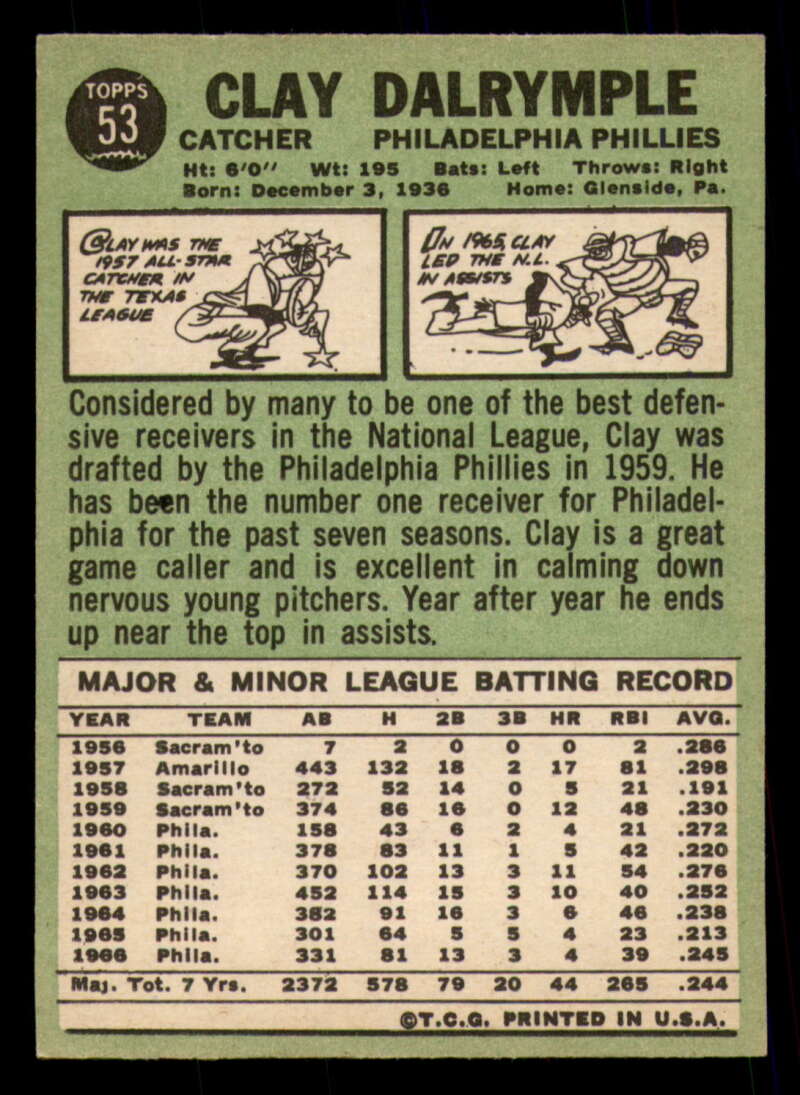 TOPPS
53
CLAY DALRYMPLE
CATCHER PHILADELPHIA PHILLIES
Ht: 6'0" Wt: 195 Bats: Left Throws: Right
Born: December 3, 1936 Home: Glenside, Pa.
CLAY WAS THE
1957 ALL-STAR
CATCHER IN
THE TEXAS
LEAGUE
IN 1965, CLAY
LED THE N.L.
IN ASSISTS
Considered by many to be one of the best defen-
sive receivers in the National League, Clay was
drafted by the Philadelphia Phillies in 1959. He
has been the number one receiver for Philadel-
phia for the past seven seasons. Clay is a great
game caller and is excellent in calming down
nervous young pitchers. Year after year he ends
up near the top in assists.
MAJOR & MINOR LEAGUE BATTING RECORD
YEAR TEAM AB H 2B 3B HR RBI AVG.
1956 Sacram'to 7 2 0 0 0 2 .286
1957 Amarillo 443 132 18 2 17 81 .298
1958 Sacram'to 272 52 14 0 5 21 .191
1959 Sacram'to 374 86 16 0 12 48 .230
1960 Phila. 158 43 6 2 4 21 .272
1961 Phila. 378 83 11 1 5 42 .220
1962 Phila. 370 102 13 3 11 54 .276
1963 Phila. 452 114 15 3 10 40 .252
1964 Phila. 382 91 16 3 6 46 .238
1965 Phila. 301 64 5 5 4 23 .213
1966 Phila. 331 81 13 3 4 39 .245
Maj. Tot. 7 Yrs. 2372 578 79 20 44 265 .244
©T.C.G. PRINTED IN U.S.A.